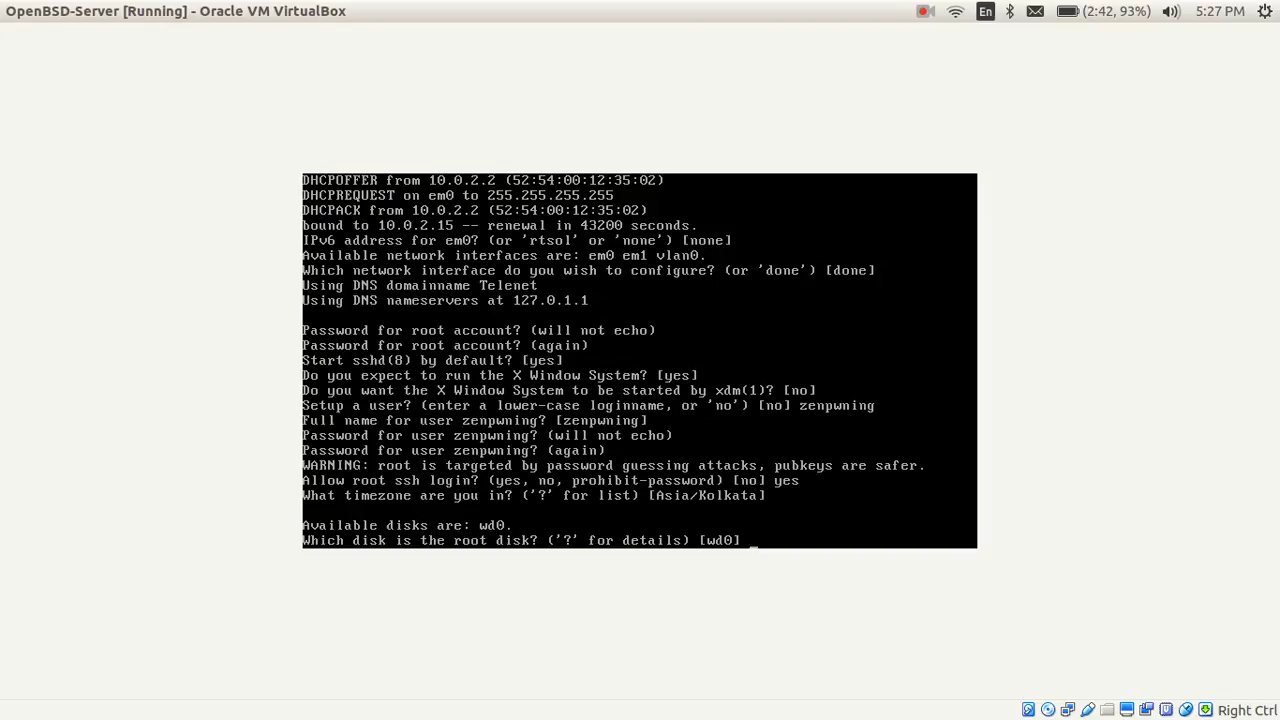 OpenBSD-Server [Running] - Oracle VM VirtualBox
En
(2:42, 93%)
5:27 PM
DHCPOFFER from 10.0.2.2 (52:54:00:12:35:02)
DHCPREQUEST on em0 to 255.255.255.255
DHCPACK from 10.0.2.2 (52:54:00:12:35:02)
bound to 10.0.2.15 -- renewal in 43200 seconds.
IPv6 address for em0? (or 'rtsol' or 'none') [none]
Available network interfaces are: em0 em1 vlan0.
Which network interface do you wish to configure? (or 'done') [done]
Using DNS domainname Telenet
Using DNS nameservers at 127.0.1.1
Password for root account? (will not echo)
Password for root account? (again)
Start sshd(8) by default? [yes]
Do you expect to run the X Window System? [yes]
Do you want the X Window System to be started by xdm(1)? [no]
Setup a user? (enter a lower-case loginname, or 'no') [no] zenpwning
Full name for user zenpwning? [zenpwning]
Password for user zenpwning? (will not echo)
Password for user zenpwning? (again)
WARNING: root is targeted by password guessing attacks, pubkeys are safer.
Allow root ssh login? (yes, no, prohibit-password) [no] yes
What timezone are you in? ('?' for list) [Asia/Kolkata]
Available disks are: wd0.
Which disk is the root disk? ('?' for details) [wd0] _
Right Ctrl